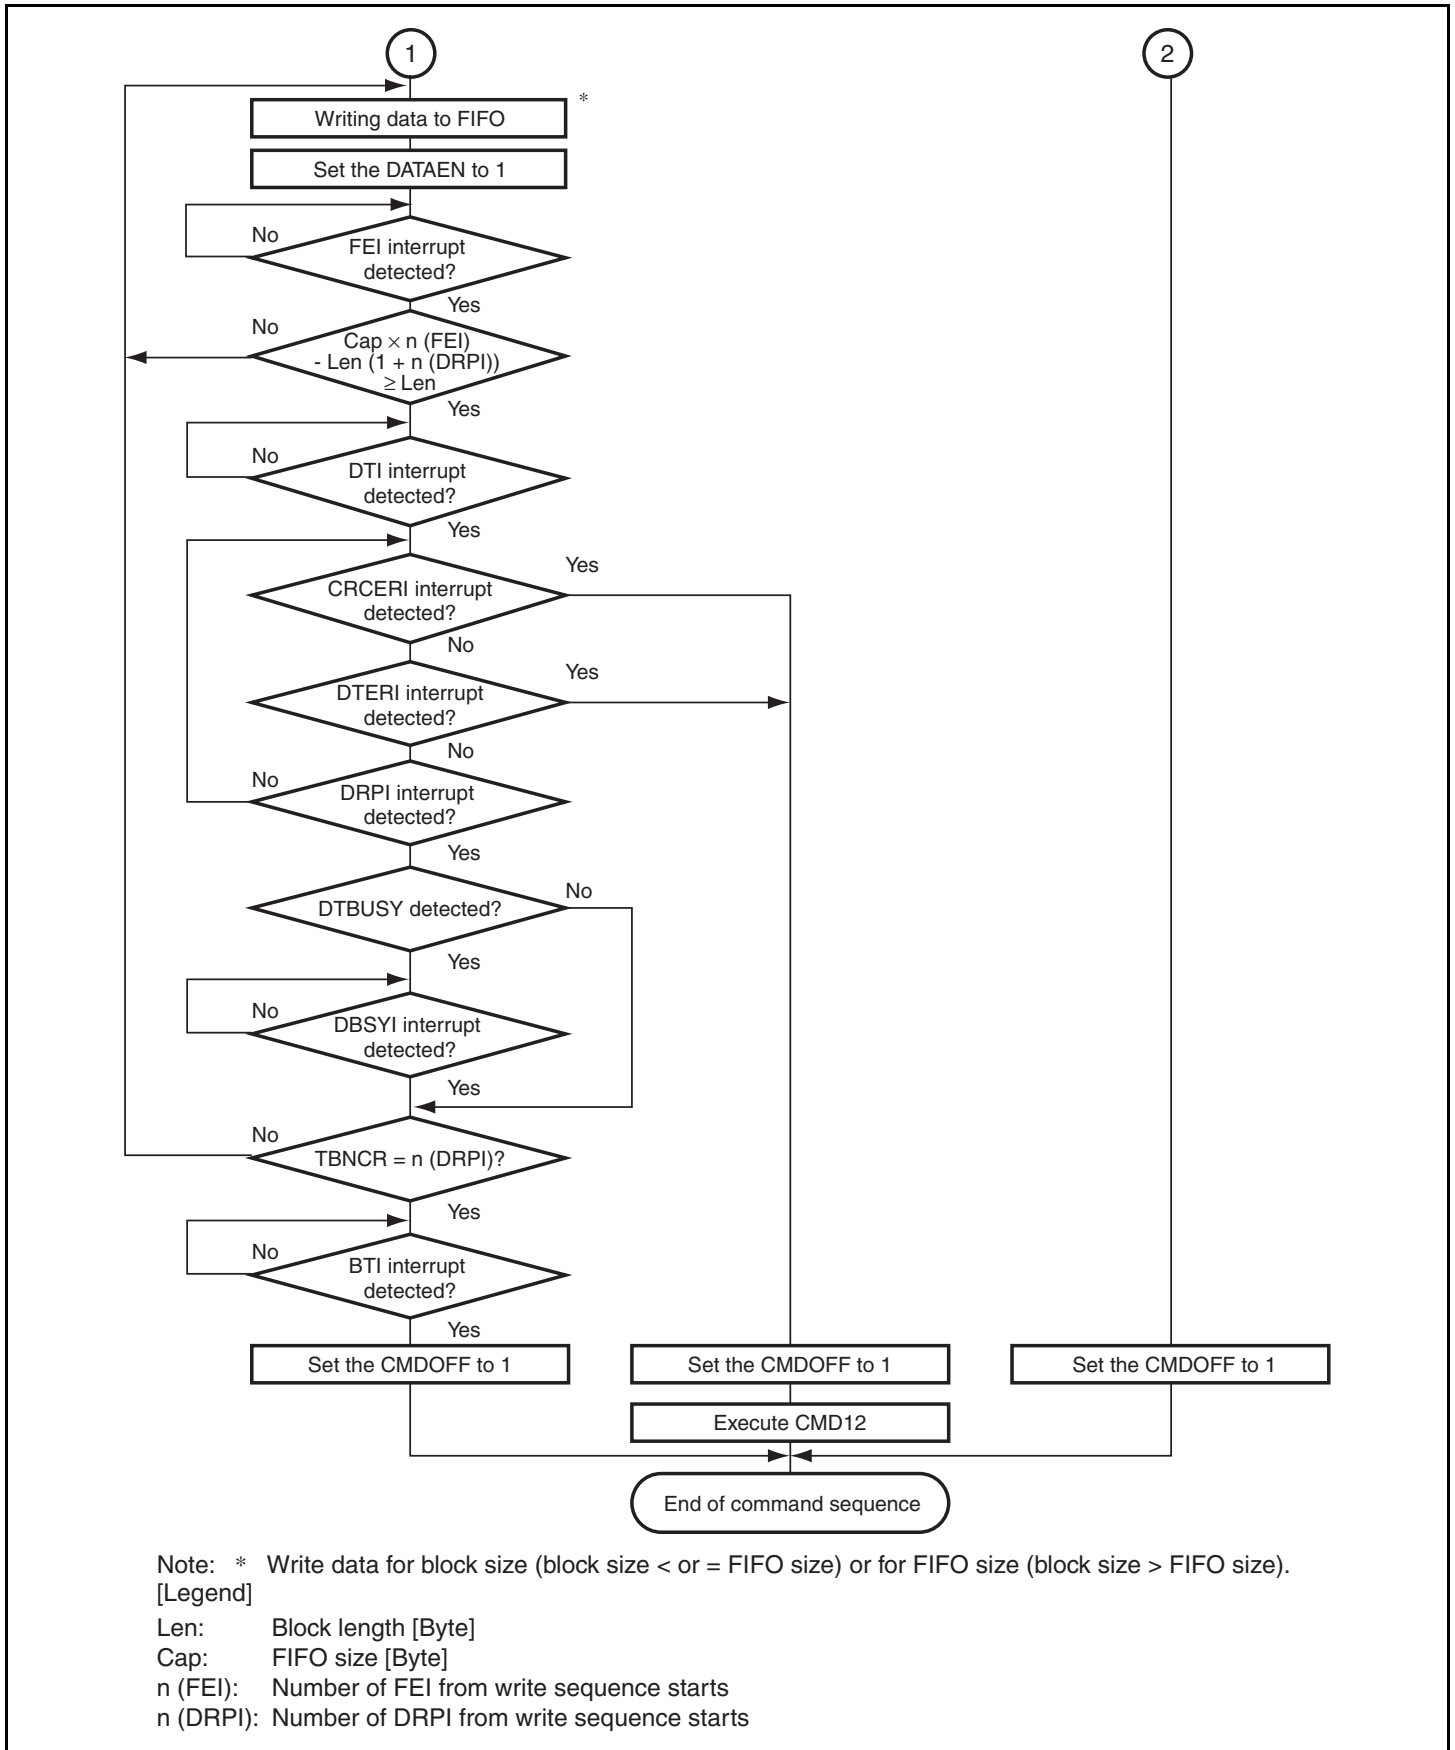 1
2
Writing data to FIFO
*
Set the DATAEN to 1
No
FEI interrupt
detected?
Yes
No
Cap × n (FEI)
- Len (1 + n (DRPI))
≥ Len
Yes
No
DTI interrupt
detected?
Yes
Yes
CRCERI interrupt
detected?
No
Yes
DTERI interrupt
detected?
No
No
DRPI interrupt
detected?
Yes
No
DTBUSY detected?
Yes
No
DBSYI interrupt
detected?
Yes
No
TBNCR = n (DRPI)?
Yes
No
BTI interrupt
detected?
Yes
Set the CMDOFF to 1
Set the CMDOFF to 1
Set the CMDOFF to 1
Execute CMD12
End of command sequence
Note: * Write data for block size (block size < or = FIFO size) or for FIFO size (block size > FIFO size).
[Legend]
Len: Block length [Byte]
Cap: FIFO size [Byte]
n (FEI): Number of FEI from write sequence starts
n (DRPI): Number of DRPI from write sequence starts